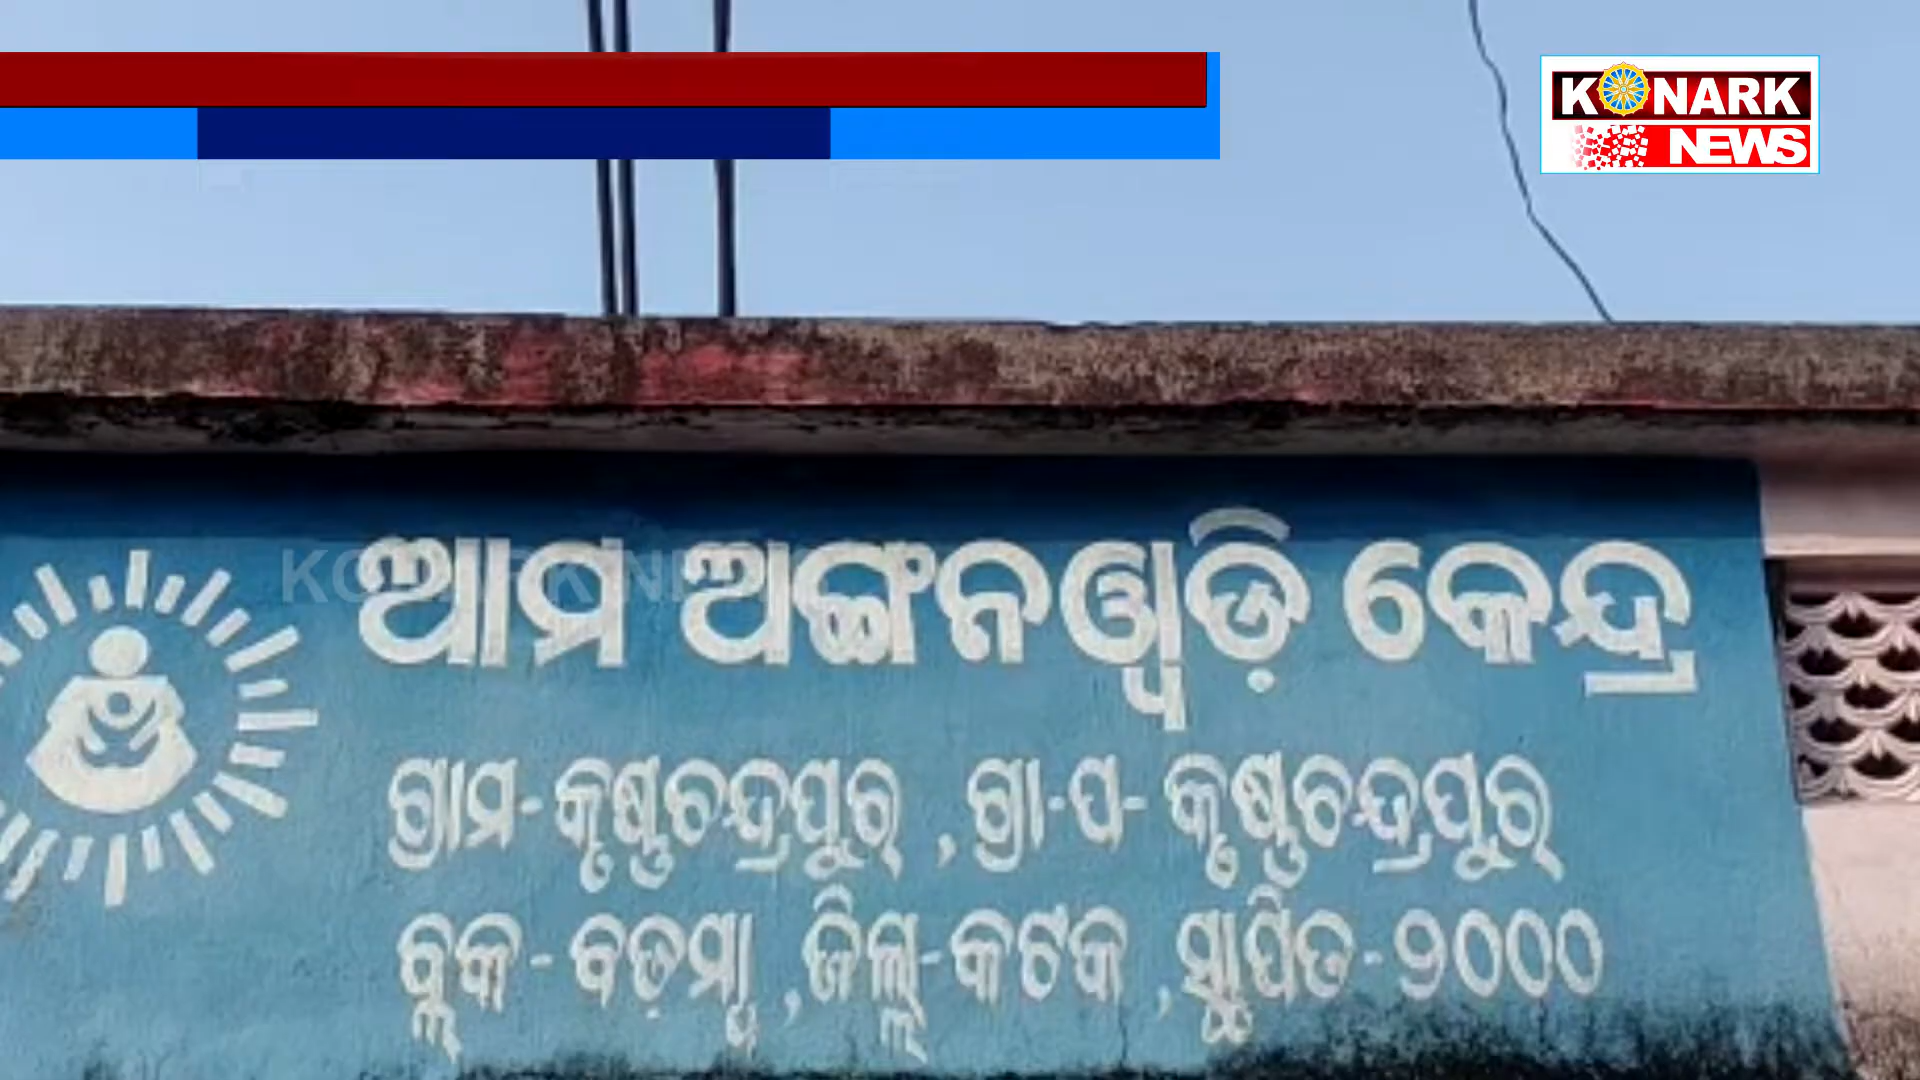 KONARK
NEWS
ଆମ ଅଙ୍ଗନୱାଡ଼ି କେନ୍ଦ୍ର
ଗ୍ରାମ-କୃଷ୍ଣଚନ୍ଦ୍ରପୁର୍ , ଗ୍ରା-ପ- କୃଷ୍ଣଚନ୍ଦ୍ରପୁର୍
ବ୍ଲକ-ବଡ଼ମ୍ବା ,ଜିଲ୍ଲା-କଟକ ,ସ୍ଥାପିତ-୨୦୦୦